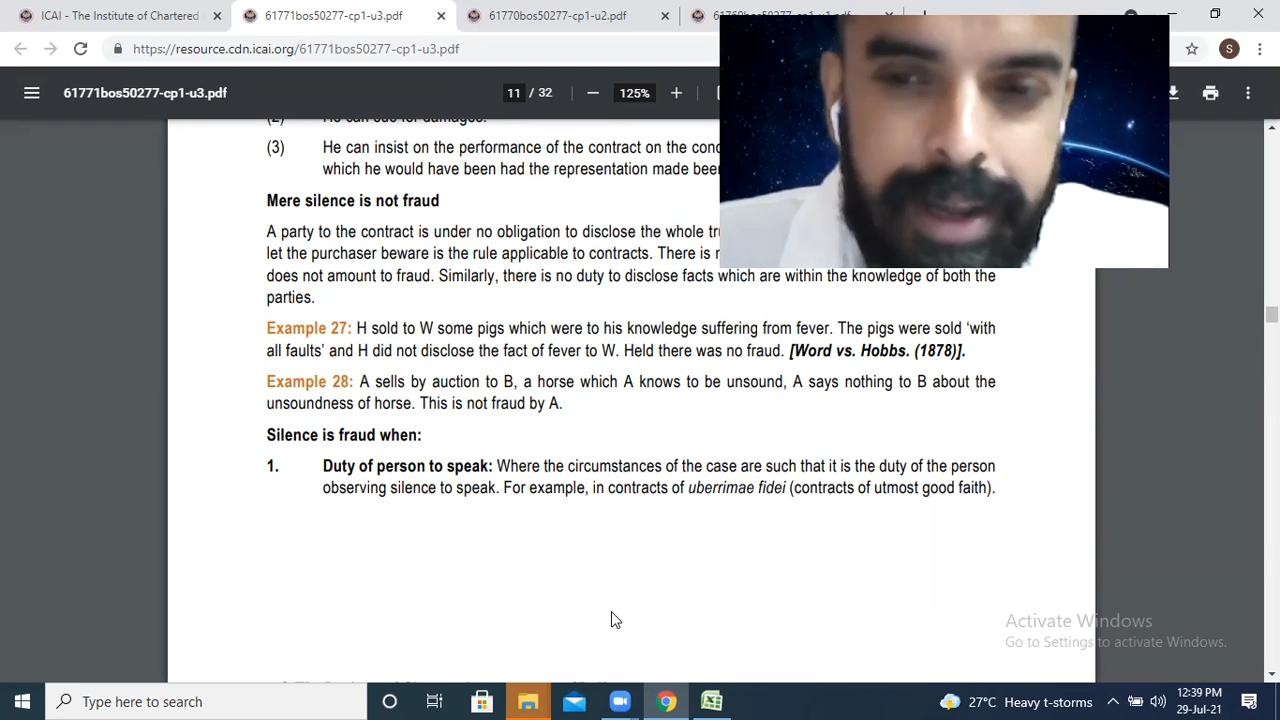 ICAI - The Institute of Chartered
61771bos50277-cp1-u3.pdf
61770bos50277-cp1-u2.pdf
https://resource.cdn.icai.org/61771bos50277-cp1-u3.pdf
S
61771bos50277-cp1-u3.pdf
11 / 32
125%
(3) He can insist on the performance of the contract on the
which he would have been had the representation made
Mere silence is not fraud
A party to the contract is under no obligation to disclose the whole
let the purchaser beware is the rule applicable to contracts. There is
does not amount to fraud. Similarly, there is no duty to disclose facts which are within the knowledge of both the
parties.
Example 27: H sold to W some pigs which were to his knowledge suffering from fever. The pigs were sold ‘with
all faults’ and H did not disclose the fact of fever to W. Held there was no fraud. [Word vs. Hobbs. (1878)].
Example 28: A sells by auction to B, a horse which A knows to be unsound, A says nothing to B about the
unsoundness of horse. This is not fraud by A.
Silence is fraud when:
1. Duty of person to speak: Where the circumstances of the case are such that it is the duty of the person
observing silence to speak. For example, in contracts of uberrimae fidei (contracts of utmost good faith).
Activate Windows
Go to Settings to activate Windows.
Type here to search
27°C Heavy t-storms
12:39 PM
29-Jul-21